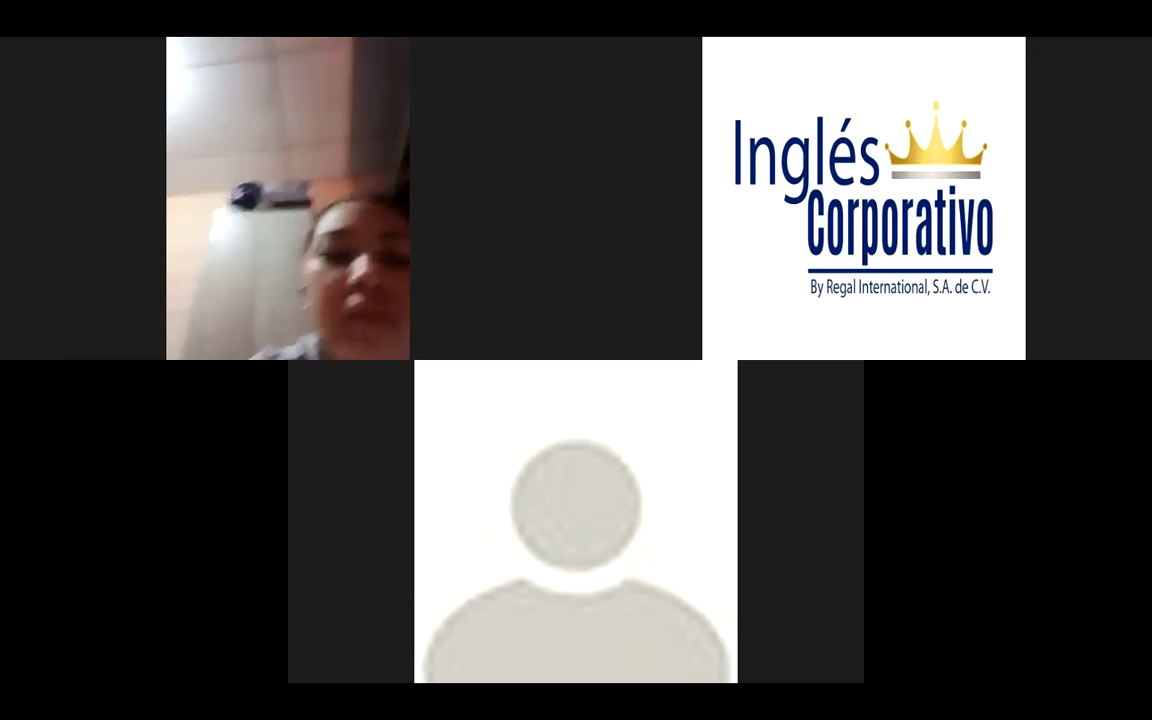 Inglés
Corporativo
By Regal International, S.A. de C.V.